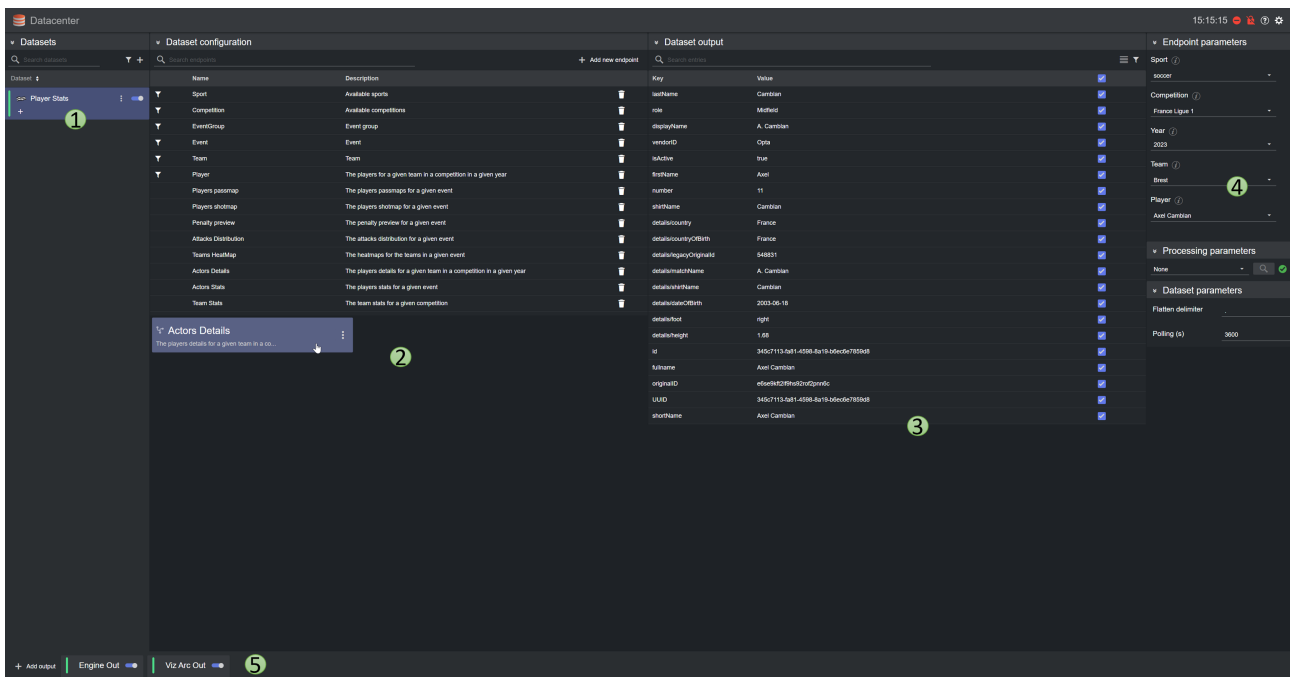 Datacenter
15:15:15
Datasets
Search datasets
Dataset
Player Stats
+
1
Dataset configuration
Search endpoints
+ Add new endpoint
Name Description
Sport Available sports
Competition Available competitions
EventGroup Event group
Event Event
Team Team
Player The players for a given team in a competition in a given year
Players passmap The players passmaps for a given event
Players shotmap The players shotmap for a given event
Penalty preview The penalty preview for a given event
Attacks Distribution The attacks distribution for a given event
Teams HeatMap The heatmaps for the teams in a given event
Actors Details The players details for a given team in a competition in a given year
Actors Stats The players stats for a given event
Team Stats The team stats for a given competition
Actors Details
The players details for a given team in a co...
2
Dataset output
Search entries
Key Value
lastName Camblan
role Midfield
displayName A. Camblan
vendorID Opta
isActive true
firstName Axel
number 11
shirtName Camblan
details/country France
details/countryOfBirth France
details/legacyOriginalId 548831
details/matchName A. Camblan
details/shirtName Camblan
details/dateOfBirth 2003-06-18
details/foot right
details/height 1.68
id 345c7113-fa81-4598-8a19-b6ec6e7859d8
fullname Axel Camblan
originalID e6se9kft2f9hs92rof2pnn6c
UUID 345c7113-fa81-4598-8a19-b6ec6e7859d8
shortName Axel Camblan
3
Endpoint parameters
Sport
soccer
Competition
France Ligue 1
Year
2023
Team
Brest
4
Player
Axel Camblan
Processing parameters
None
Dataset parameters
Flatten delimiter .
Polling (s) 3600
+ Add output
Engine Out
Viz Arc Out
5